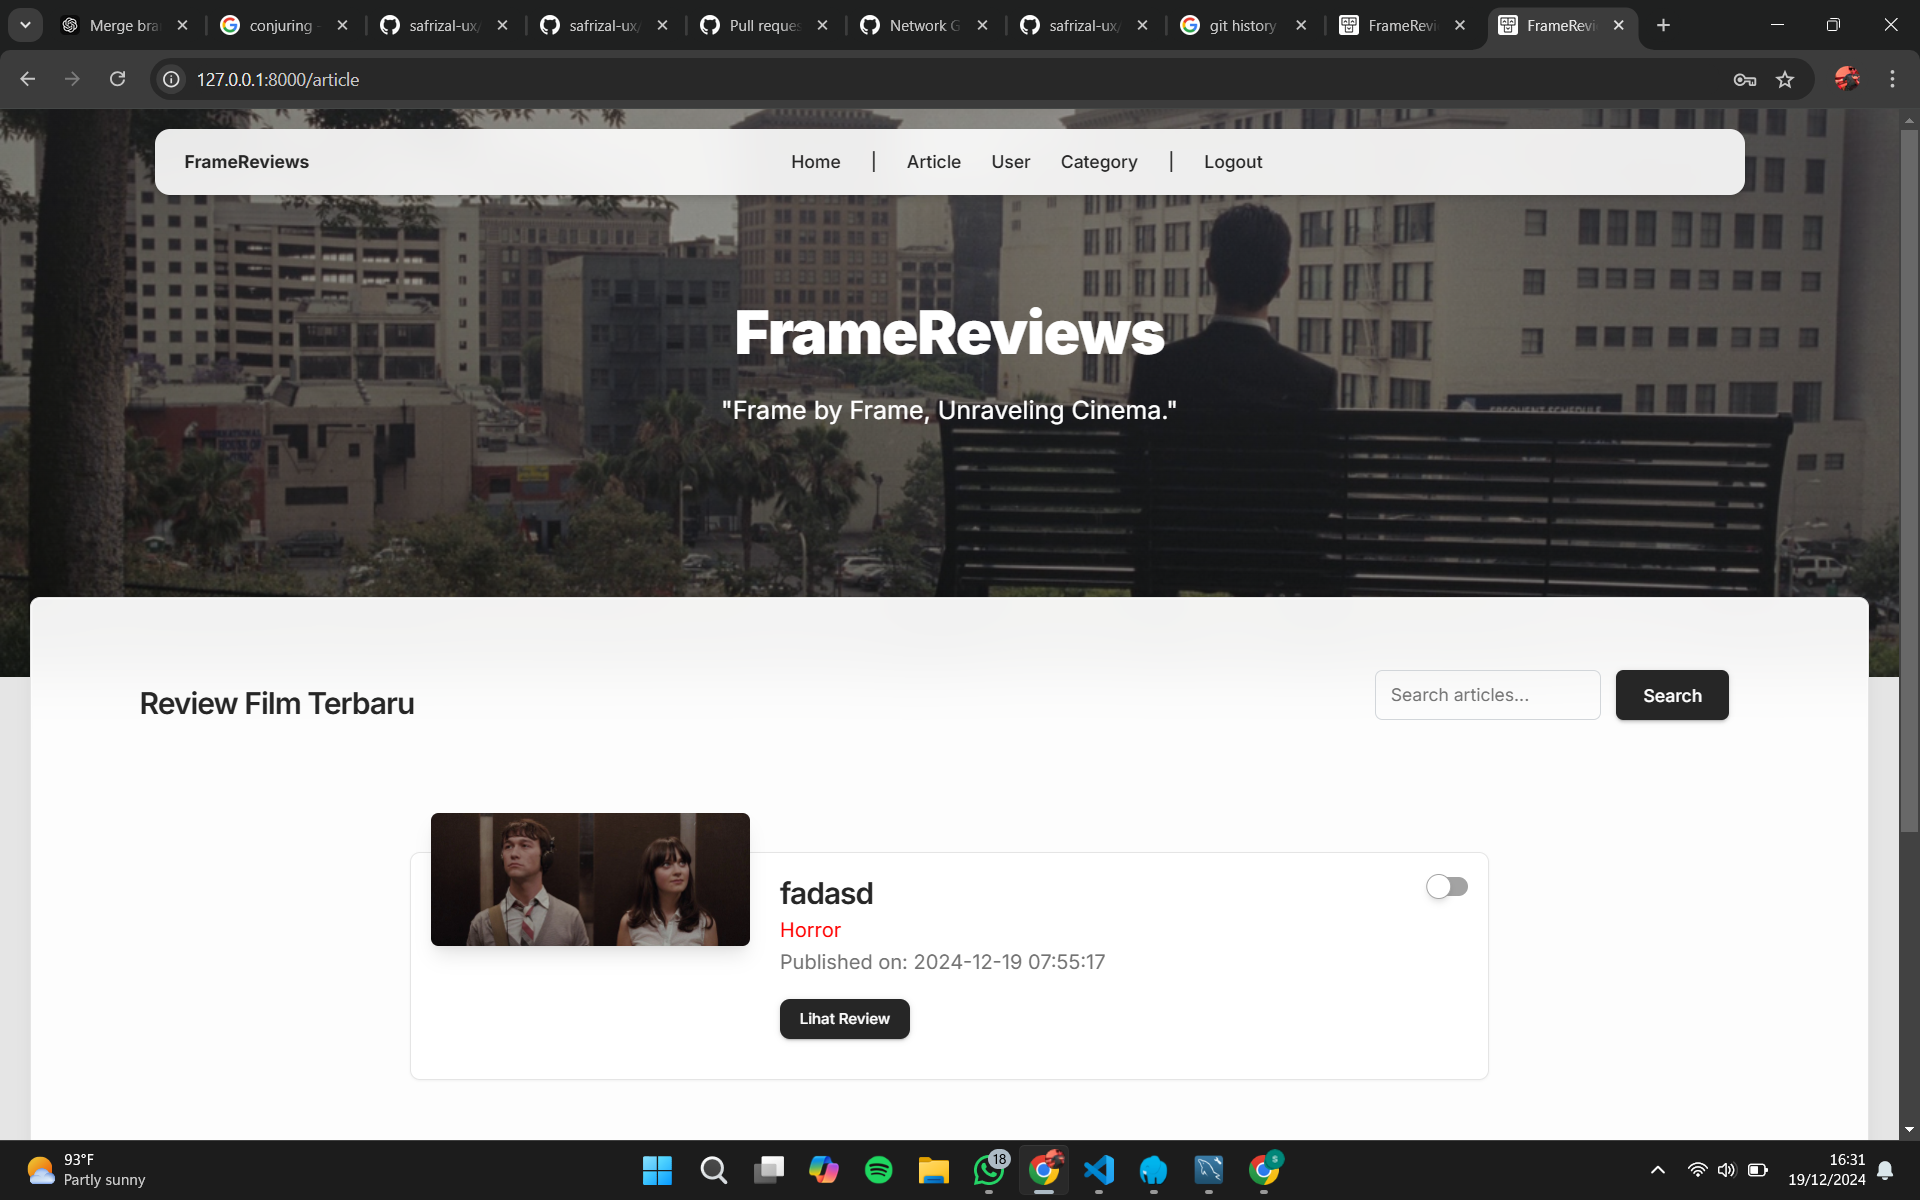 Merge bra
conjuring -
safrizal-ux/
safrizal-ux/
Pull reques
Network G
safrizal-ux/
git history
FrameRevi
FrameRevi
127.0.0.1:8000/article
FrameReviews
Home | Article User Category | Logout
FrameReviews
"Frame by Frame, Unraveling Cinema."
Review Film Terbaru
Search articles...
Search
fadasd
Horror
Published on: 2024-12-19 07:55:17
Lihat Review
93°F
Partly sunny
18
S
16:31
19/12/2024